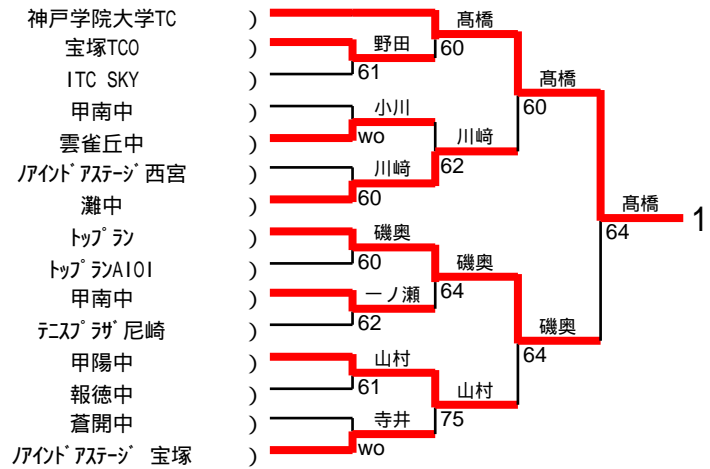 神戸学院大学TC )
宝塚TCO )
ITC SKY )
甲南中 )
雲雀丘中 )
ﾉｱｲﾝﾄﾞｱｽﾃｰｼﾞ西宮 )
灘中 )
ﾄｯﾌﾟﾗﾝ )
ﾄｯﾌﾟﾗﾝAIOI )
甲南中 )
ﾃﾆｽﾌﾟﾗｻﾞ尼崎 )
甲陽中 )
報徳中 )
蒼開中 )
ﾉｱｲﾝﾄﾞｱｽﾃｰｼﾞ 宝塚 )
野田
61
小川
wo
川﨑
60
磯奥
60
一ノ瀬
62
山村
61
寺井
wo
髙橋
60
川﨑
62
磯奥
64
山村
75
髙橋
60
磯奥
64
髙橋
64
1